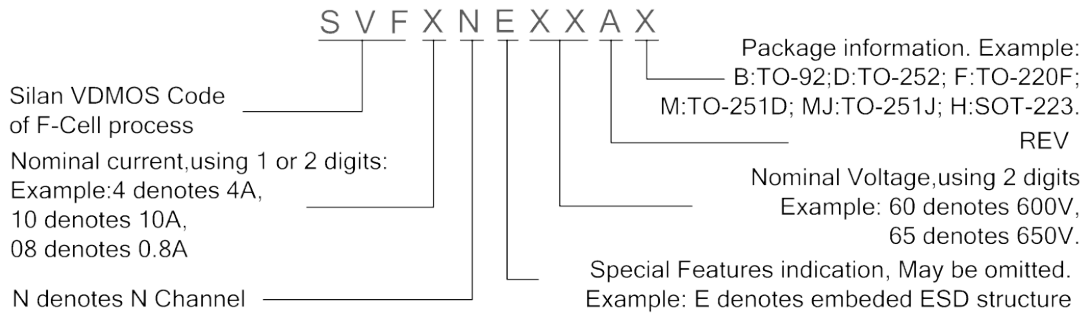 S V F X N E X X A X
Package information. Example:
B:TO-92;D:TO-252; F:TO-220F;
M:TO-251D; MJ:TO-251J; H:SOT-223.
Silan VDMOS Code
of F-Cell process
REV
Nominal current,using 1 or 2 digits:
Example:4 denotes 4A,
10 denotes 10A,
08 denotes 0.8A
Nominal Voltage,using 2 digits
Example: 60 denotes 600V,
65 denotes 650V.
Special Features indication, May be omitted.
Example: E denotes embeded ESD structure
N denotes N Channel